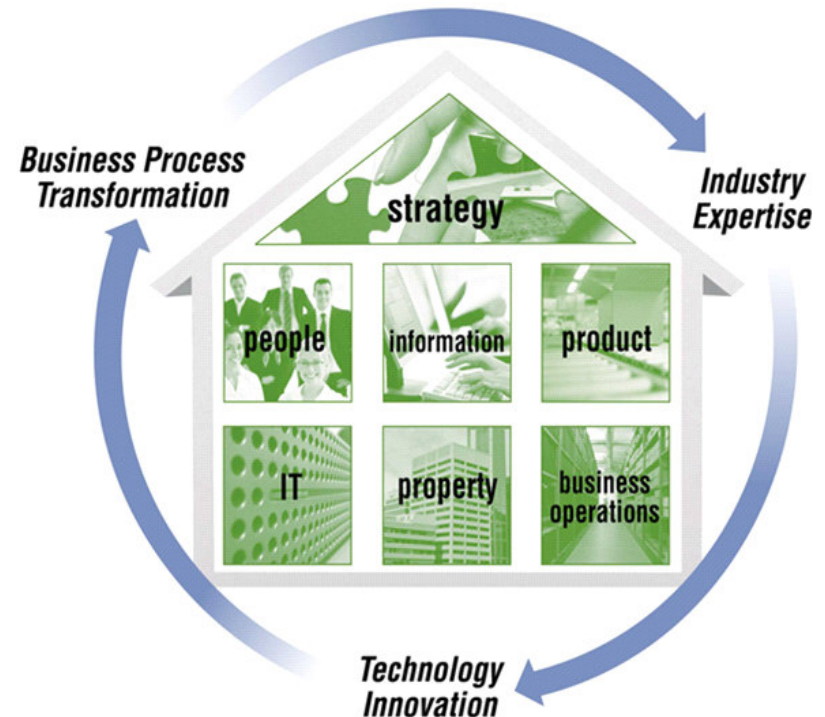 Business Process
Transformation
Industry
Expertise
strategy
people
information
product
IT
property
business
operations
Technology
Innovation